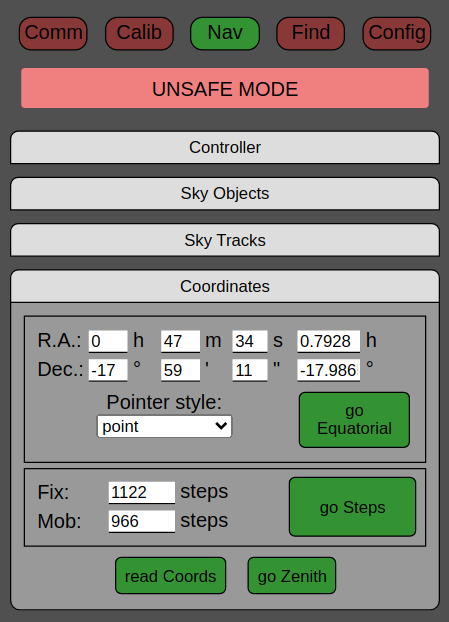 Comm Calib Nav Find Config
UNSAFE MODE
Controller
Sky Objects
Sky Tracks
Coordinates
R.A.: 0 h 47 m 34 s 0.7928 h
Dec.: -17 ° 59 ' 11 " -17.986 °
Pointer style:
point
go
Equatorial
Fix: 1122 steps
Mob: 966 steps
go Steps
read Coords go Zenith